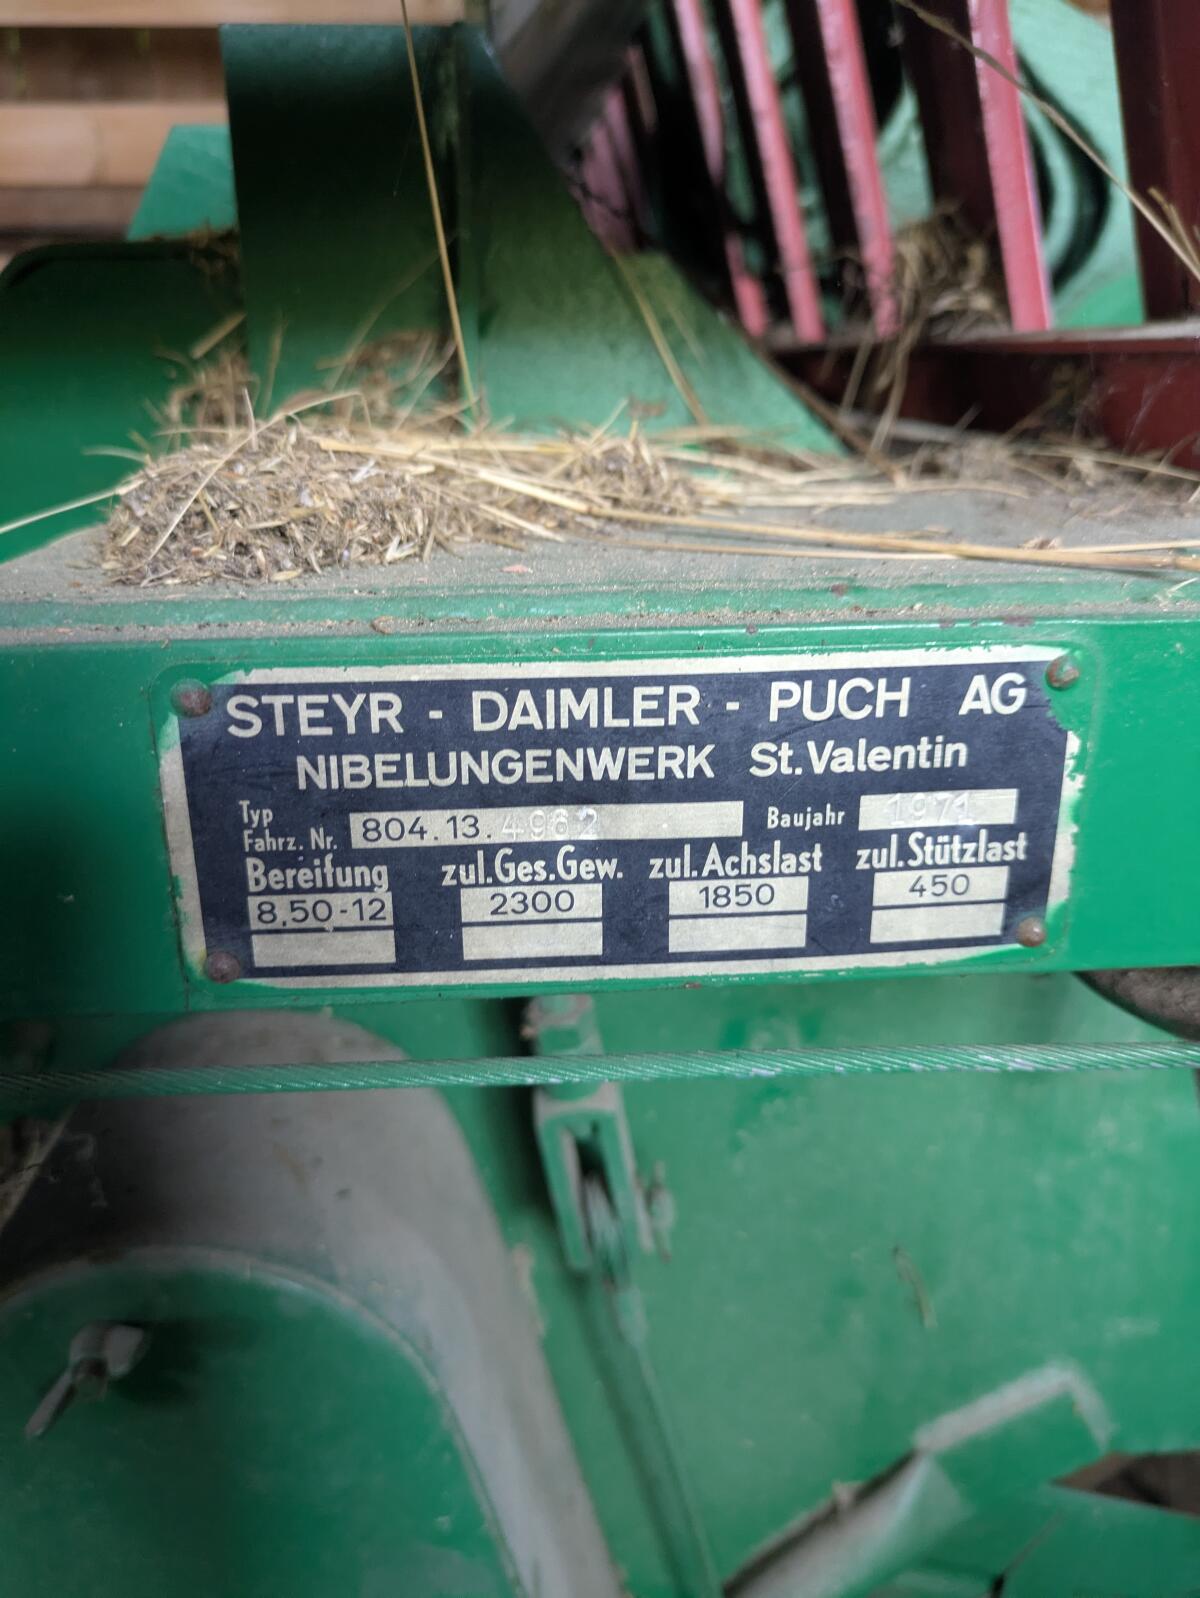 STEYR - DAIMLER - PUCH AG
NIBELUNGENWERK St. Valentin
Typ
Fahrz. Nr. 804.13.4962 Baujahr 1971
Bereifung zul.Ges.Gew. zul.Achslast zul.Stützlast
8,50-12 2300 1850 450